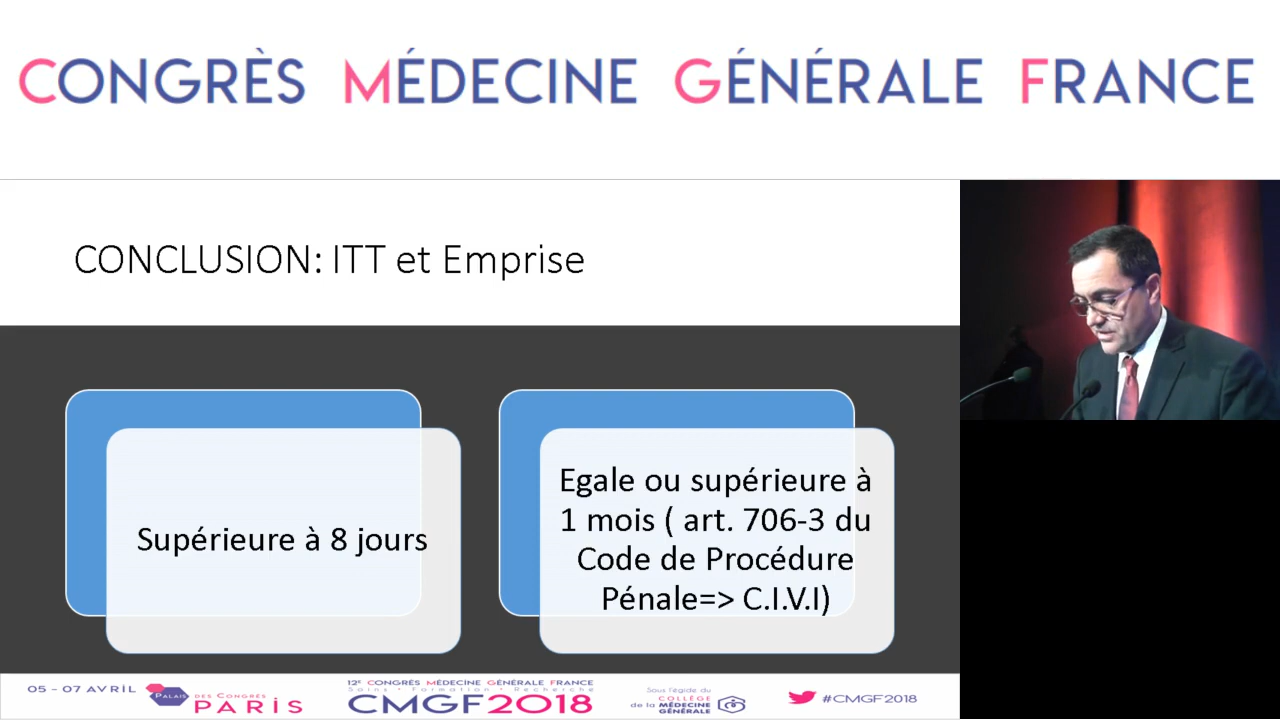 CONGRÈS MÉDECINE GÉNÉRALE FRANCE
CONCLUSION: ITT et Emprise
Supérieure à 8 jours
Egale ou supérieure à
1 mois ( art. 706-3 du
Code de Procédure
Pénale=> C.I.V.I)
05 - 07 AVRIL
PALAIS
DES CONGRÈS
PARIS
12E CONGRÈS MÉDECINE GÉNÉRALE FRANCE
Soins • Formation • Recherche
CMGF2018
Sous l'égide du
COLLÈGE
de la MÉDECINE
GÉNÉRALE
#CMGF2018